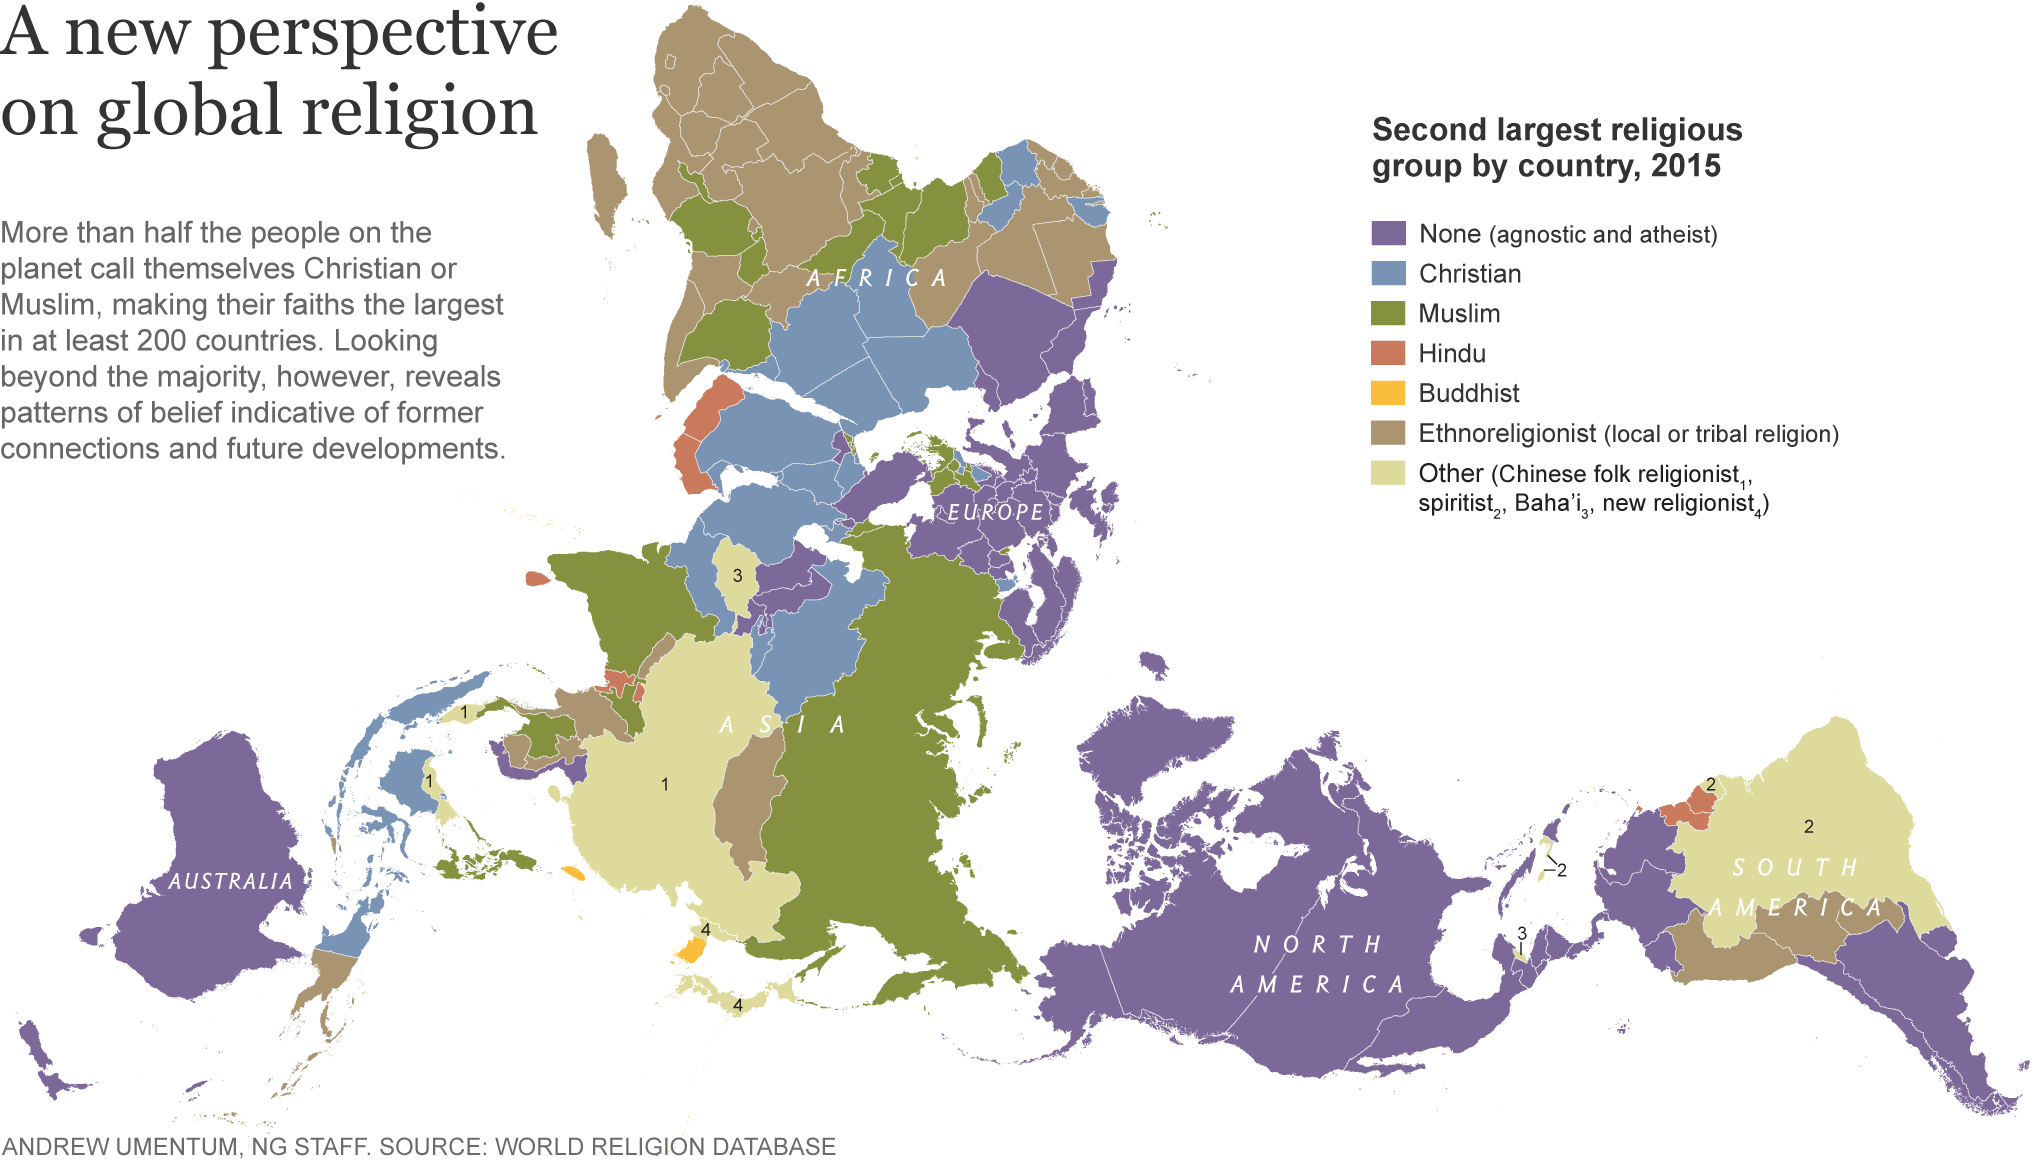 A new perspective
on global religion
More than half the people on the
planet call themselves Christian or
Muslim, making their faiths the largest
in at least 200 countries. Looking
beyond the majority, however, reveals
patterns of belief indicative of former
connections and future developments.
Second largest religious
group by country, 2015
None (agnostic and atheist)
Christian
Muslim
Hindu
Buddhist
Ethnoreligionist (local or tribal religion)
Other (Chinese folk religionist1,
spiritist2, Baha’i3, new religionist4)
AFRICA
EUROPE
3
ASIA
1
1
1
4
4
AUSTRALIA
NORTH
AMERICA
2
3
2
2
SOUTH
AMERICA
ANDREW UMENTUM, NG STAFF. SOURCE: WORLD RELIGION DATABASE